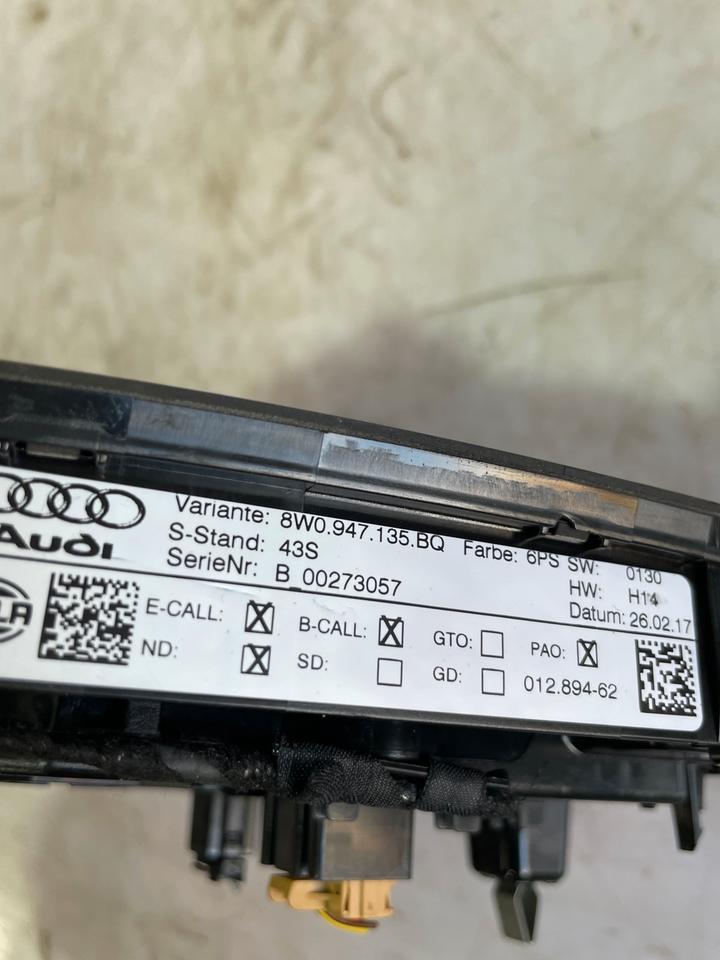 Audi
Variante: 8W0.947.135.BQ Farbe: 6PS SW: 0130
S-Stand: 43S HW: H14
SerieNr: B_00273057 Datum: 26.02.17
E-CALL: B-CALL: GTO: PAO:
ND: SD: GD: 012.894-62